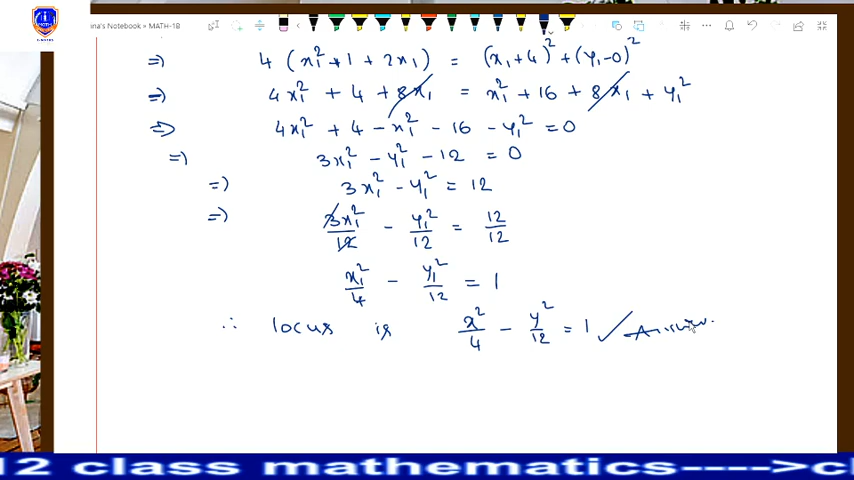 ina's Notebook » MATH-1B
=) 4 (x₁² + 1 + 2x₁) = (x₁+4)² + (y₁-0)²
=) 4x₁² + 4 + 8x₁ = x₁² + 16 + 8x₁ + y₁²
=) 4x₁² + 4 - x₁² - 16 - y₁² = 0
=) 3x₁² - y₁² - 12 = 0
=) 3x₁² - y₁² = 12
=) 3x₁²/12 - y₁²/12 = 12/12
x₁²/4 - y₁²/12 = 1
∴ locus is x²/4 - y²/12 = 1 ✓ Answer.
12 class mathematics---->c